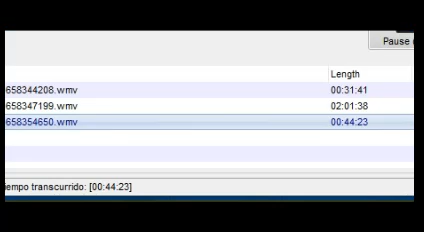 Pause
Length
658344208.wmv 00:31:41
658347199.wmv 02:01:38
658354650.wmv 00:44:23
iempo transcurrido: [00:44:23]